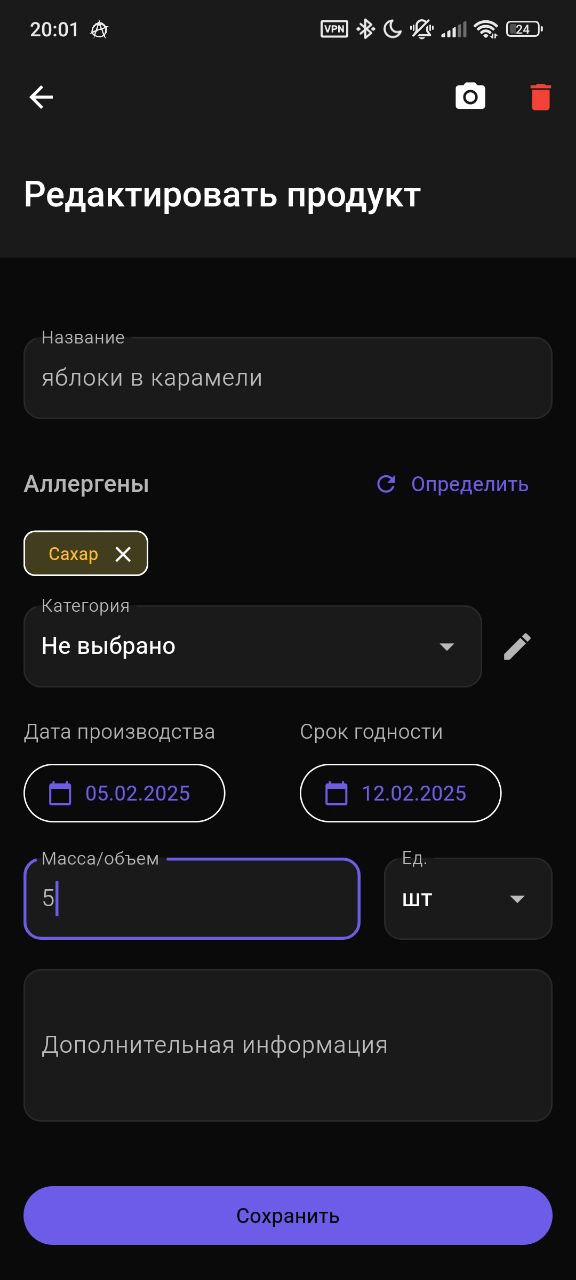 20:01 VPN 24
Редактировать продукт
Название
яблоки в карамели
Аллергены Определить
Сахар
Категория
Не выбрано
Дата производства Срок годности
05.02.2025 12.02.2025
Масса/объем Ед.
5 шт
Дополнительная информация
Сохранить